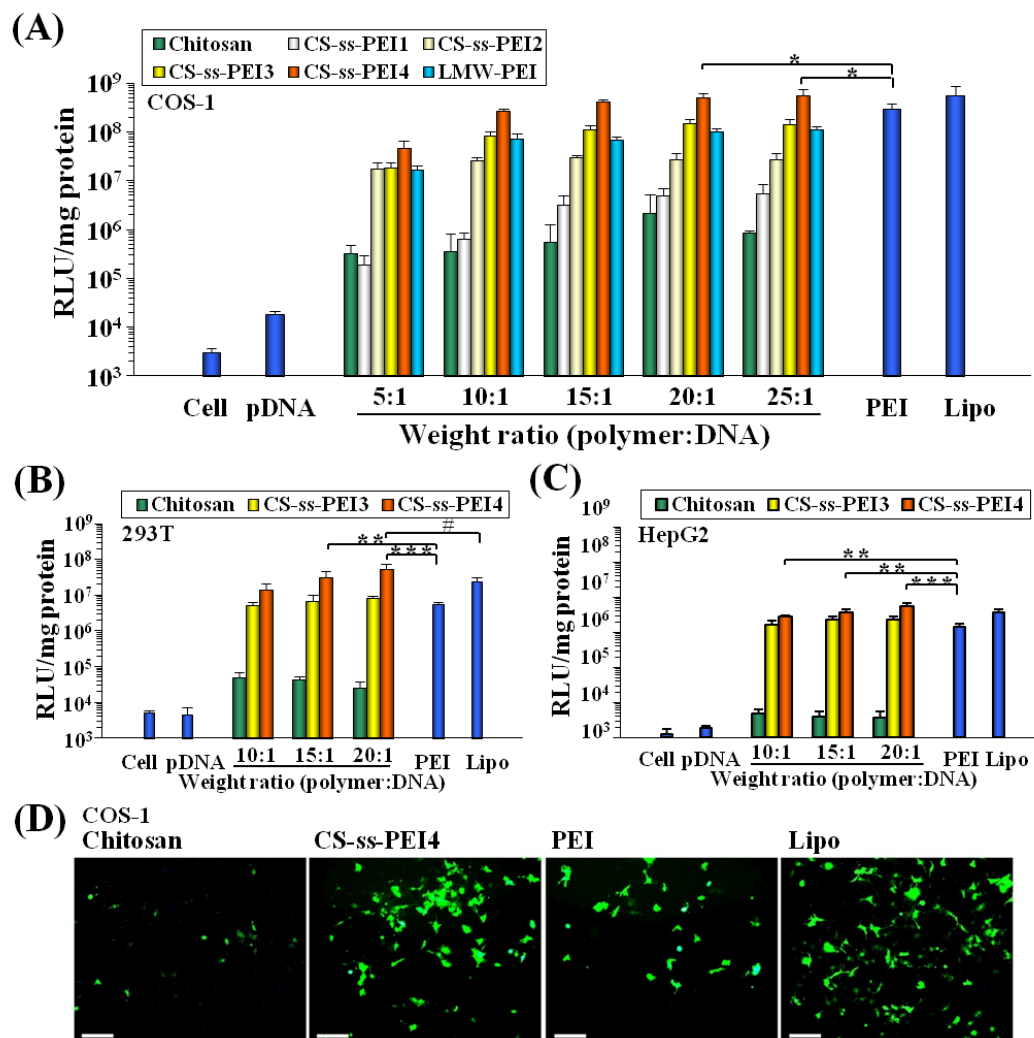 (A)
Chitosan CS-ss-PEI1 CS-ss-PEI2
CS-ss-PEI3 CS-ss-PEI4 LMW-PEI
COS-1
*
*
RLU/mg protein
10⁹
10⁸
10⁷
10⁶
10⁵
10⁴
10³
Cell pDNA 5:1 10:1 15:1 20:1 25:1 PEI Lipo
Weight ratio (polymer:DNA)
(B)
Chitosan CS-ss-PEI3 CS-ss-PEI4
293T
#
**
***
RLU/mg protein
10⁹
10⁸
10⁷
10⁶
10⁵
10⁴
10³
Cell pDNA 10:1 15:1 20:1 PEI Lipo
Weight ratio (polymer:DNA)
(C)
Chitosan CS-ss-PEI3 CS-ss-PEI4
HepG2
**
**
***
RLU/mg protein
10⁹
10⁸
10⁷
10⁶
10⁵
10⁴
10³
Cell pDNA 10:1 15:1 20:1 PEI Lipo
Weight ratio (polymer:DNA)
(D)
COS-1
Chitosan CS-ss-PEI4 PEI Lipo